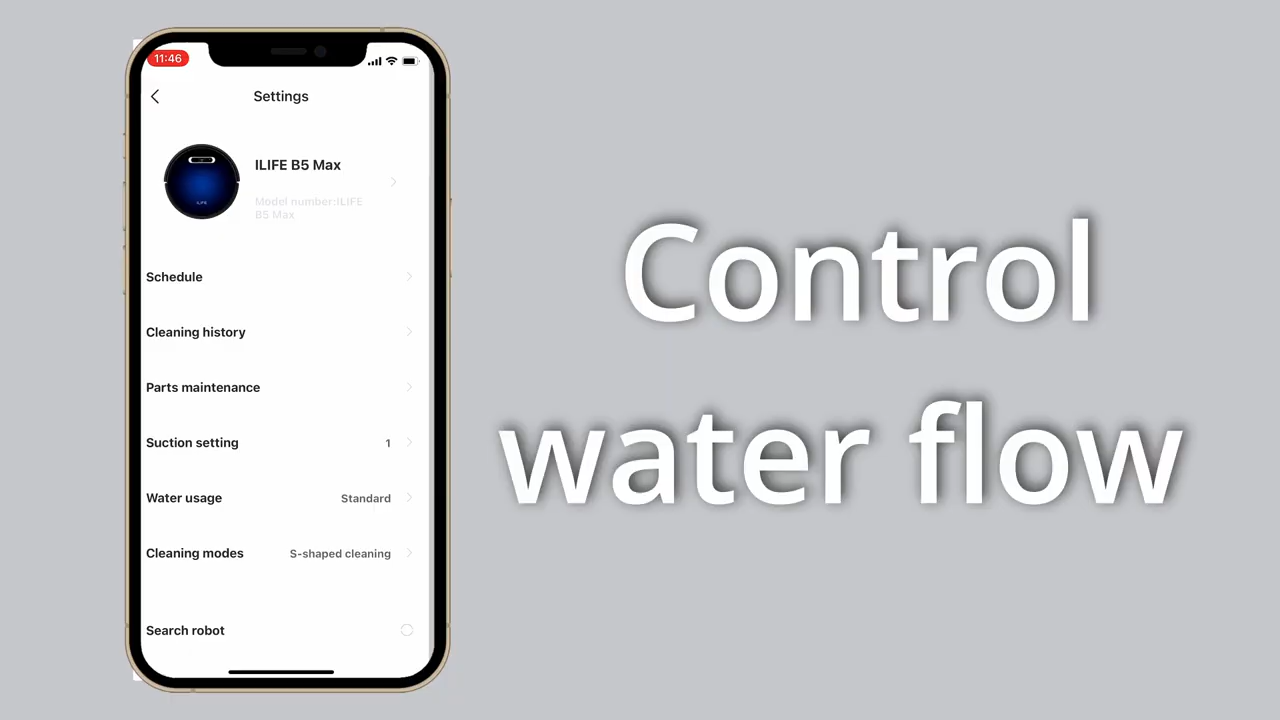 11:46
Settings
ILIFE B5 Max
Model number:ILIFE
B5 Max
Schedule
Cleaning history
Parts maintenance
Suction setting 1
Water usage Standard
Cleaning modes S-shaped cleaning
Search robot
Control
water flow